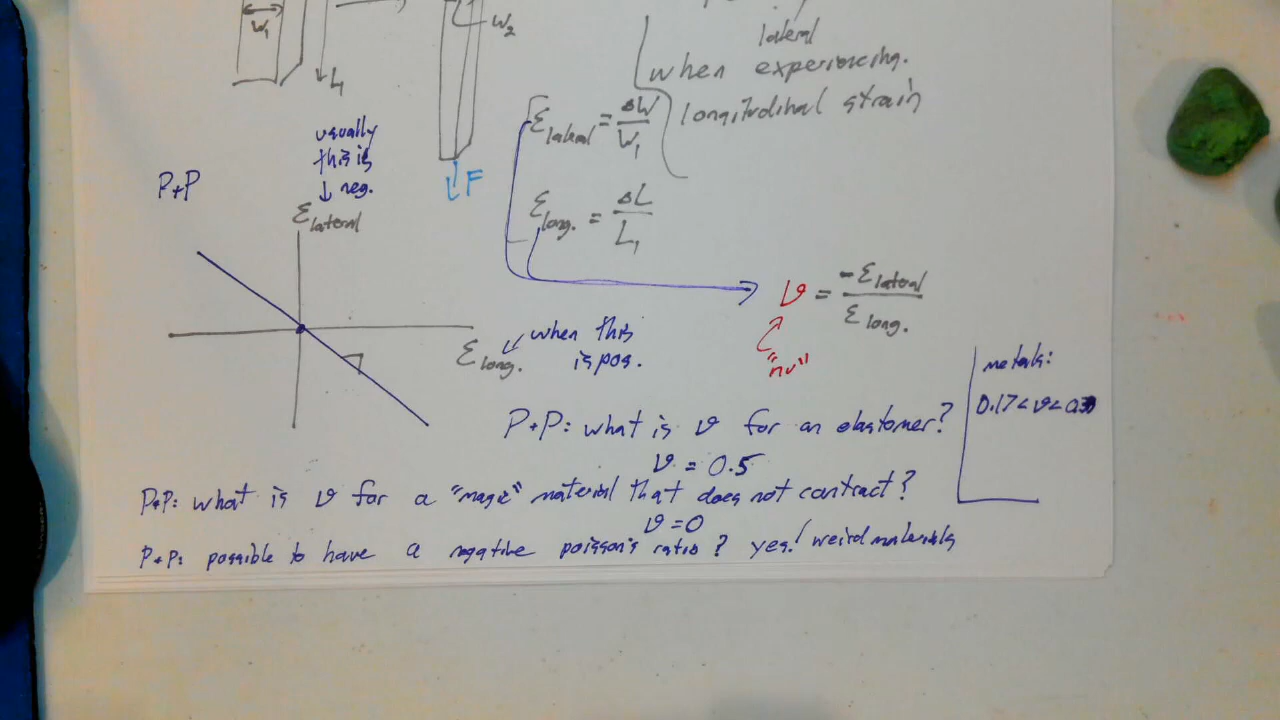 W₁
L₁
W₂
F
lateral
when experiencing
longitudinal strain
ε lateral = ΔW / W₁
ε long. = ΔL / L₁
usually
this is
↓ neg.
P+P
ε lateral
ε long.
when this
is pos.
ν = -ε lateral / ε long.
"nu"
metals:
P+P: what is ν for an elastomer?
ν = 0.5
P+P: what is ν for a "magic" material that does not contract?
ν = 0
P+P: possible to have a negative poisson's ratio? yes! weird materials